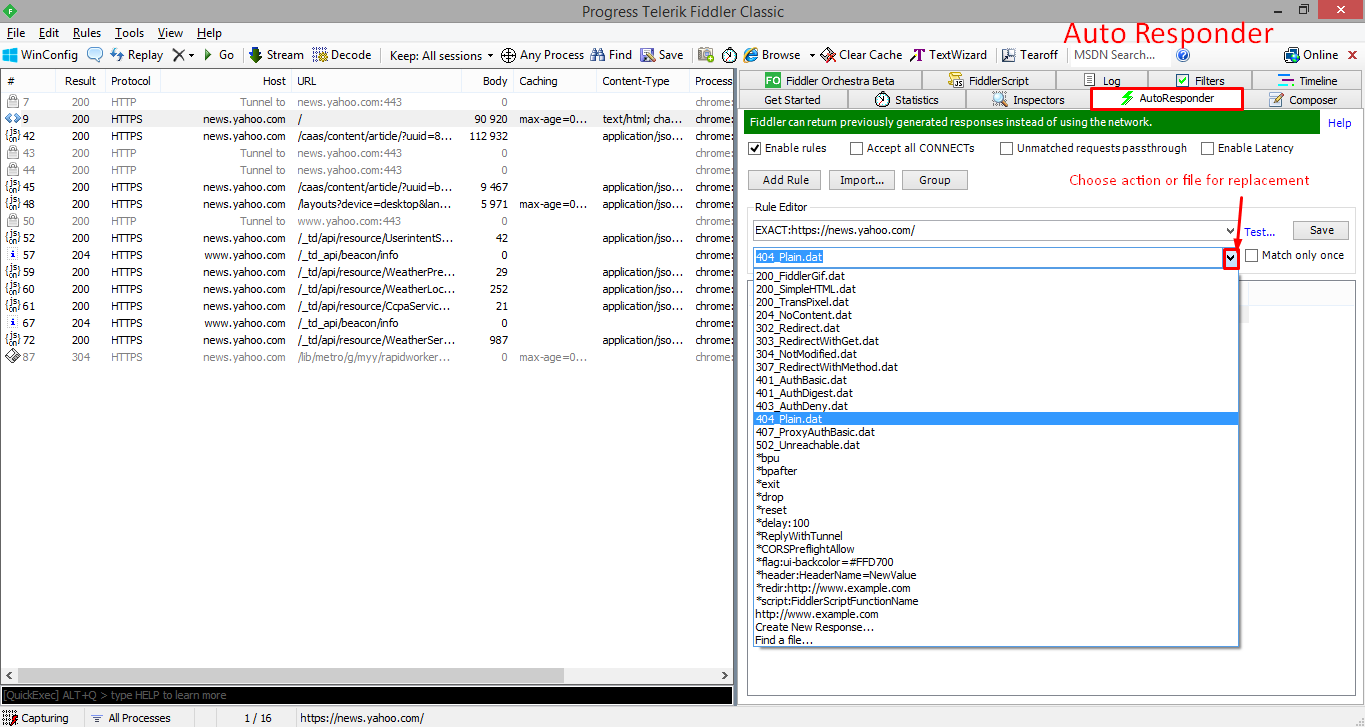 Progress Telerik Fiddler Classic
File Edit Rules Tools View Help
Auto Responder
WinConfig Replay Go Stream Decode Keep: All sessions Any Process Find Save Browse Clear Cache TextWizard Tearoff MSDN Search... Online
# Result Protocol Host URL Body Caching Content-Type Process
7 200 HTTP Tunnel to news.yahoo.com:443 0 chrome:
9 200 HTTPS news.yahoo.com / 90 920 max-age=0... text/html; cha... chrome:
42 200 HTTPS news.yahoo.com /caas/content/article/?uuid=8... 112 932 application/jso... chrome:
43 200 HTTP Tunnel to news.yahoo.com:443 0 chrome:
44 200 HTTP Tunnel to news.yahoo.com:443 0 chrome:
45 200 HTTPS news.yahoo.com /caas/content/article/?uuid=b... 9 467 application/jso... chrome:
48 200 HTTPS news.yahoo.com /layouts?device=desktop&lan... 5 971 max-age=0... application/jso... chrome:
50 200 HTTP Tunnel to www.yahoo.com:443 0 chrome:
52 200 HTTPS news.yahoo.com /_td/api/resource/UserintentS... 42 application/jso... chrome:
57 204 HTTPS www.yahoo.com /_td_api/beacon/info 0 chrome:
59 200 HTTPS news.yahoo.com /_td/api/resource/WeatherPre... 29 application/jso... chrome:
60 200 HTTPS news.yahoo.com /_td/api/resource/WeatherLoc... 252 application/jso... chrome:
61 200 HTTPS news.yahoo.com /_td/api/resource/CcpaServic... 21 application/jso... chrome:
67 204 HTTPS www.yahoo.com /_td_api/beacon/info 0 chrome:
72 200 HTTPS news.yahoo.com /_td/api/resource/WeatherSer... 987 application/jso... chrome:
87 304 HTTPS news.yahoo.com /lib/metro/g/myy/rapidworker... 0 max-age=0... chrome:
[QuickExec] ALT+Q > type HELP to learn more
FO Fiddler Orchestra Beta FiddlerScript Log Filters Timeline
Get Started Statistics Inspectors AutoResponder Composer
Fiddler can return previously generated responses instead of using the network. Help
Enable rules Accept all CONNECTs Unmatched requests passthrough Enable Latency
Add Rule Import... Group Choose action or file for replacement
Rule Editor
EXACT:https://news.yahoo.com/ Test... Save
404_Plain.dat Match only once
200_FiddlerGif.dat
200_SimpleHTML.dat
200_TransPixel.dat
204_NoContent.dat
302_Redirect.dat
303_RedirectWithGet.dat
304_NotModified.dat
307_RedirectWithMethod.dat
401_AuthBasic.dat
401_AuthDigest.dat
403_AuthDeny.dat
404_Plain.dat
407_ProxyAuthBasic.dat
502_Unreachable.dat
*bpu
*bpafter
*exit
*drop
*reset
*delay:100
*ReplyWithTunnel
*CORSPreflightAllow
*flag:ui-backcolor=#FFD700
*header:HeaderName=NewValue
*redir:http://www.example.com
*script:FiddlerScriptFunctionName
http://www.example.com
Create New Response...
Find a file...
Capturing All Processes 1 / 16 https://news.yahoo.com/